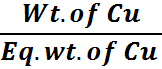 Wt. of Cu
Eq. wt. of Cu